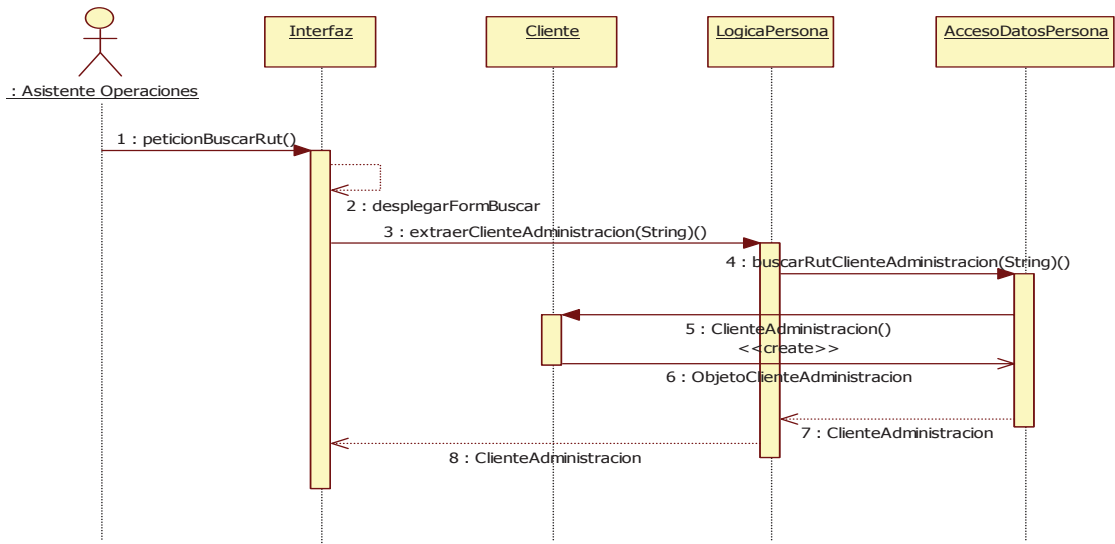 Interfaz
Cliente
LogicaPersona
AccesoDatosPersona
: Asistente Operaciones
1 : peticionBuscarRut()
2 : desplegarFormBuscar
3 : extraerClienteAdministracion(String)()
4 : buscarRutClienteAdministracion(String)()
5 : ClienteAdministracion()
<<create>>
6 : ObjetoClienteAdministracion
7 : ClienteAdministracion
8 : ClienteAdministracion